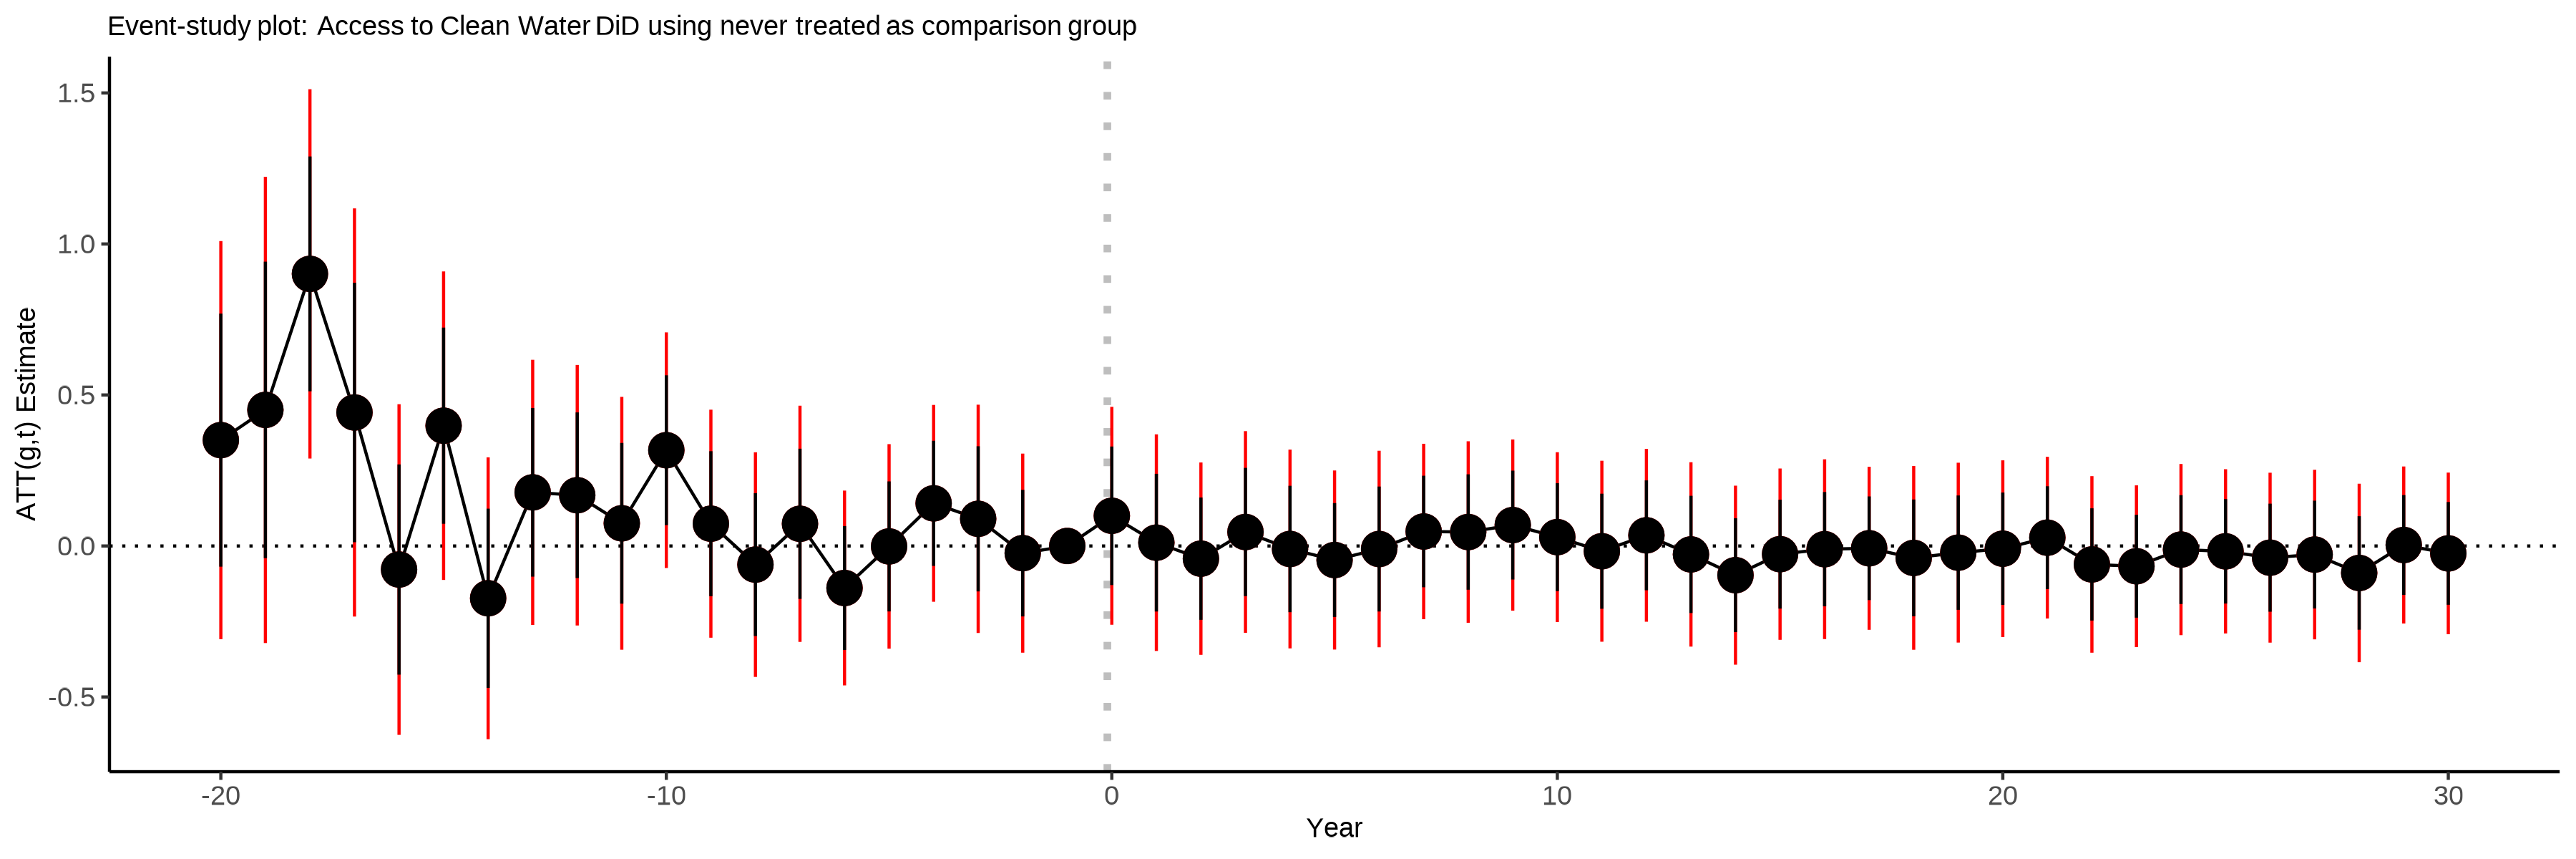 Event-study plot: Access to Clean Water DiD using never treated as comparison group
1.5
1.0
0.5
0.0
-0.5
ATT(g,t) Estimate
-20 -10 0 10 20 30
Year